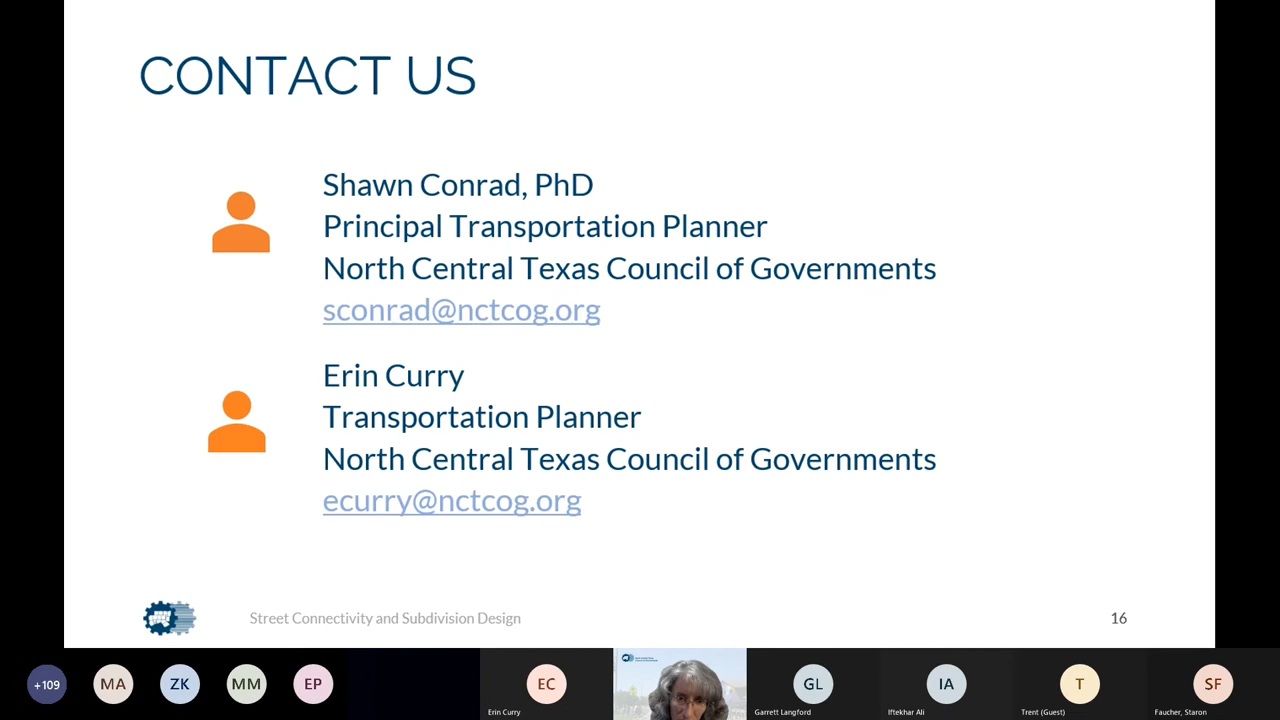 CONTACT US
Shawn Conrad, PhD
Principal Transportation Planner
North Central Texas Council of Governments
sconrad@nctcog.org
Erin Curry
Transportation Planner
North Central Texas Council of Governments
ecurry@nctcog.org
Street Connectivity and Subdivision Design
16
+109
MA
ZK
MM
EP
EC
Erin Curry
GL
Garrett Langford
IA
Iftekhar Ali
T
Trent (Guest)
SF
Faucher, Staron